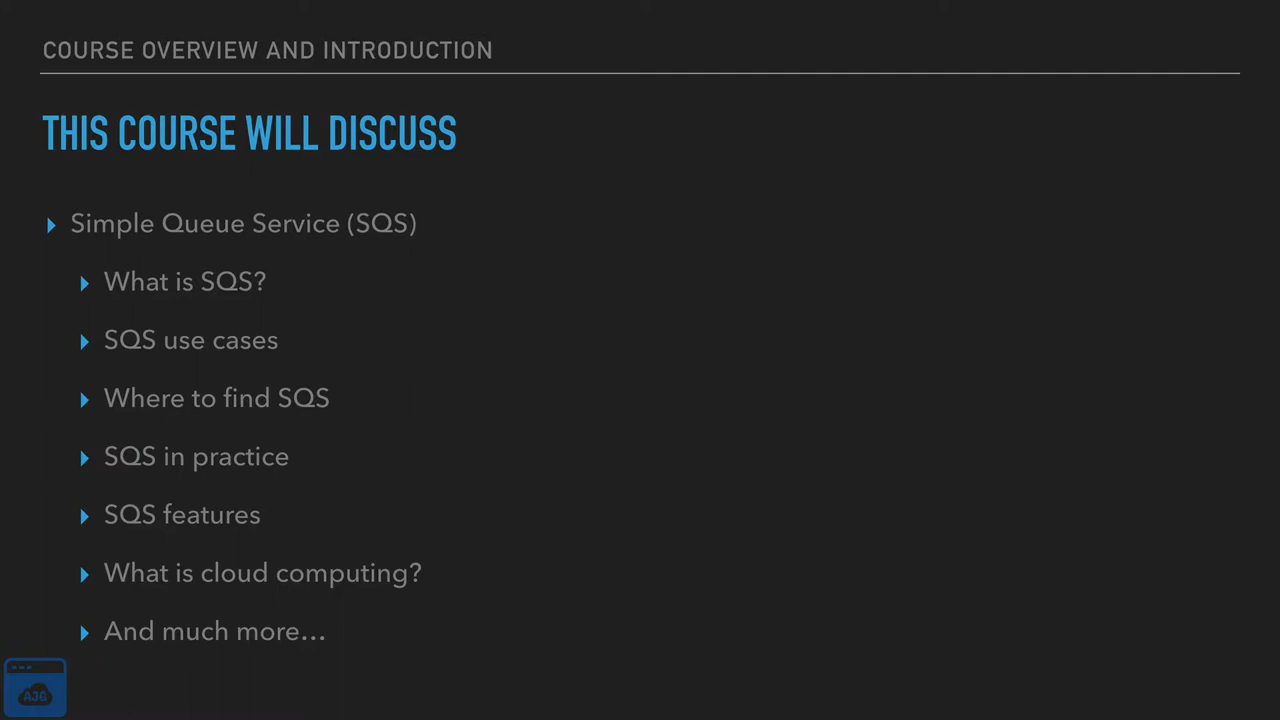 COURSE OVERVIEW AND INTRODUCTION
THIS COURSE WILL DISCUSS
Simple Queue Service (SQS)
What is SQS?
SQS use cases
Where to find SQS
SQS in practice
SQS features
What is cloud computing?
And much more…
AJG